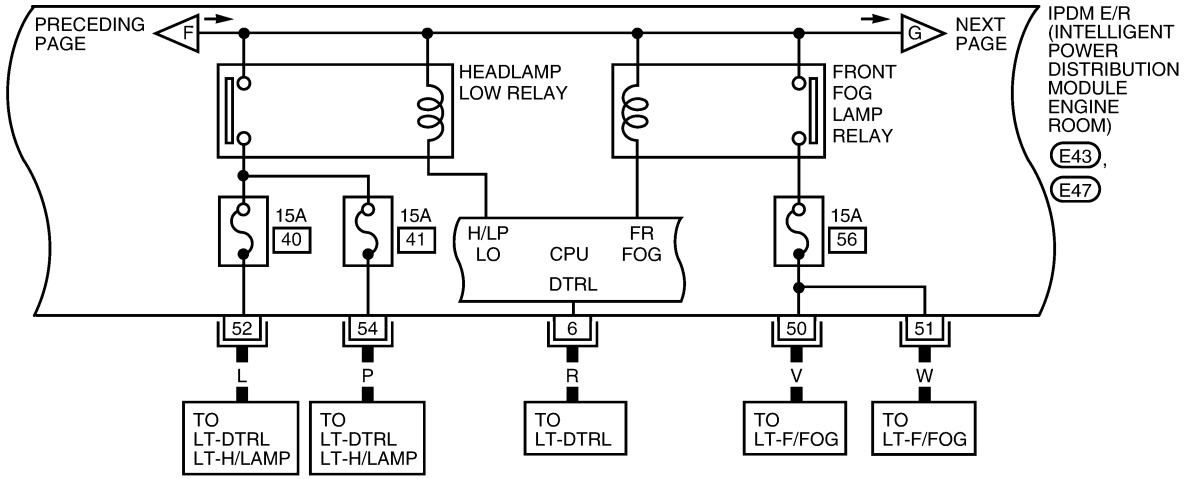 PRECEDING
PAGE
F
G
NEXT
PAGE
IPDM E/R
(INTELLIGENT
POWER
DISTRIBUTION
MODULE
ENGINE
ROOM)
E43,
E47
HEADLAMP
LOW RELAY
FRONT
FOG
LAMP
RELAY
15A
40
15A
41
H/LP
LO
CPU
DTRL
FR
FOG
15A
56
52
54
6
50
51
L
P
R
V
W
TO
LT-DTRL
LT-H/LAMP
TO
LT-DTRL
LT-H/LAMP
TO
LT-DTRL
TO
LT-F/FOG
TO
LT-F/FOG